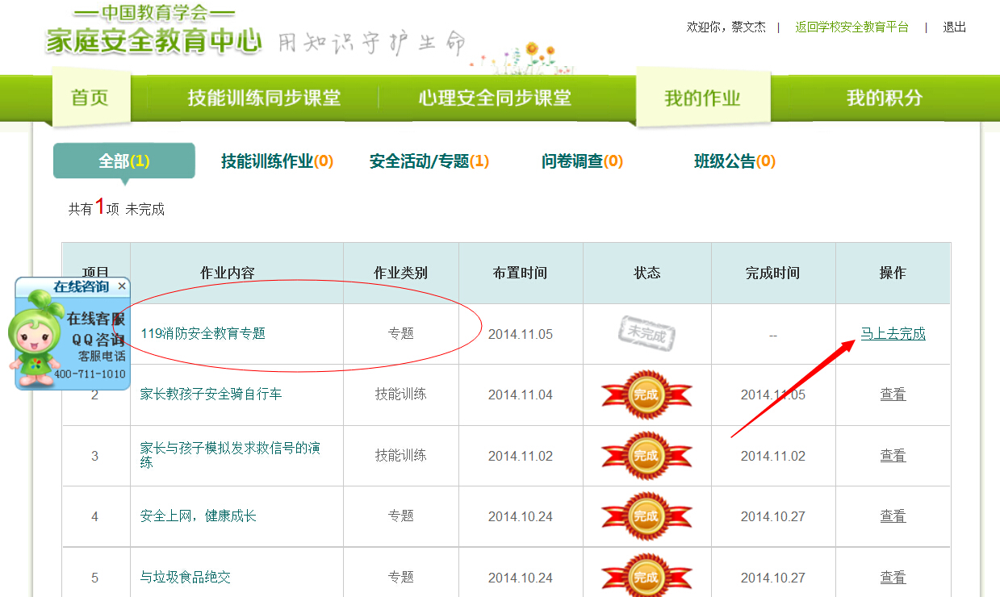 中国教育学会
家庭安全教育中心 用知识守护生命
欢迎你，蔡文杰 | 返回学校安全教育平台 | 退出
首页 技能训练同步课堂 心理安全同步课堂 我的作业 我的积分
全部(1) 技能训练作业(0) 安全活动/专题(1) 问卷调查(0) 班级公告(0)
共有1项 未完成
项目 作业内容 作业类别 布置时间 状态 完成时间 操作
119消防安全教育专题 专题 2014.11.05 未完成 -- 马上去完成
2 家长教孩子安全骑自行车 技能训练 2014.11.04 完成 2014.11.05 查看
3 家长与孩子模拟发求救信号的演
练 技能训练 2014.11.02 完成 2014.11.02 查看
4 安全上网，健康成长 专题 2014.10.24 完成 2014.10.27 查看
5 与垃圾食品绝交 专题 2014.10.24 完成 2014.10.27 查看
在线咨询 ×
在线客服
QQ咨询
客服电话
400-711-1010